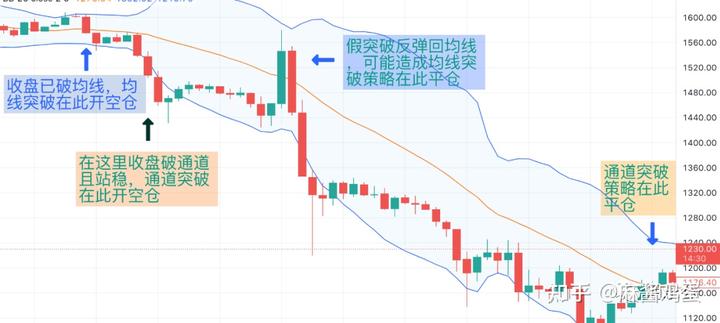 1600.00
假突破反弹回均线
，可能造成均线突
破策略在此平仓
1560.00
收盘已破均线，均
线突破在此开空仓
1520.00
1480.00
1440.00
1400.00
在这里收盘破通道
且站稳，通道突破
在此开空仓
通道突破
策略在此
平仓
1360.00
1320.00
1280.00
1240.00
1230.00
14:30
1200.00
1176.40
知乎 @麻酱鸡丝
1160.00
1120.00